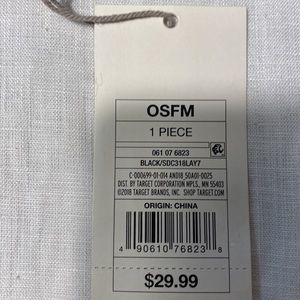 OSFM
1 PIECE
061 07 6823
BLACK/SDC318LAY7
C-000699-01-014 AND18_50A01-0025
DIST. BY TARGET CORPORATION MPLS., MN 55403
©2018 TARGET BRANDS, INC. SHOP TARGET.COM
ORIGIN: CHINA
4 90610 76823 8
$29.99